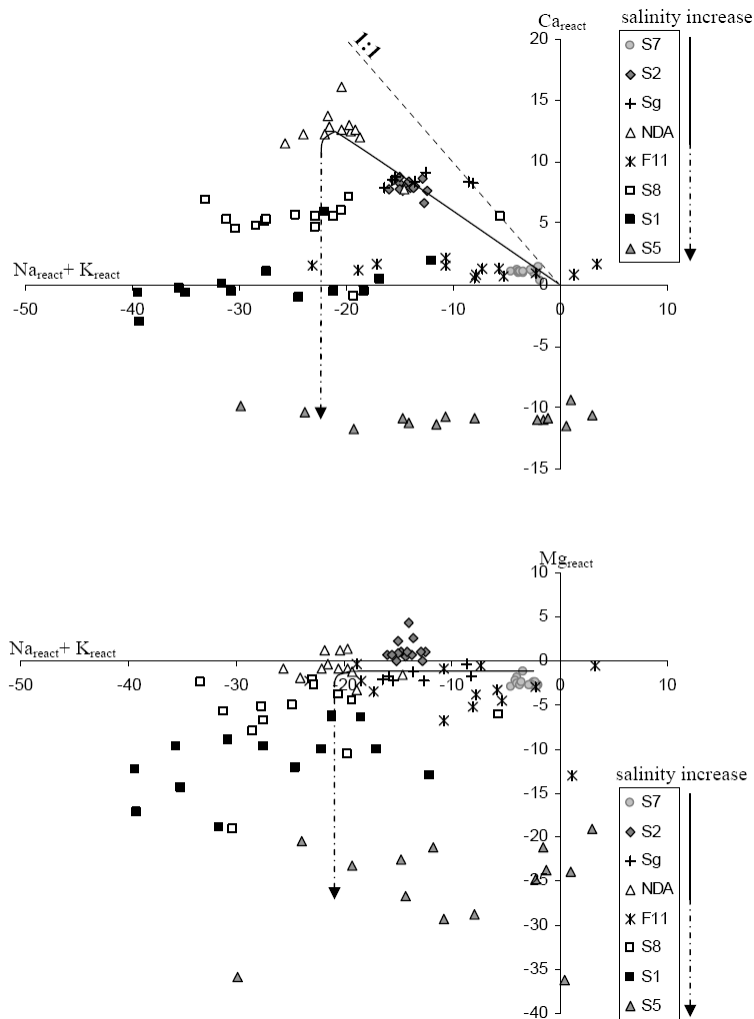 Ca_react
salinity increase
20
1:1
S7
S2
15
Sg
NDA
10
F11
S8
5
S1
S5
Na_react + K_react
0
-50 -40 -30 -20 -10 0 10
-5
-10
-15
Mg_react
10
5
Na_react + K_react
0
-50 -40 -30 -20 -10 0 10
-5
-10
salinity increase
-15
S7
S2
-20
Sg
NDA
-25
F11
-30
S8
-35
S1
S5
-40